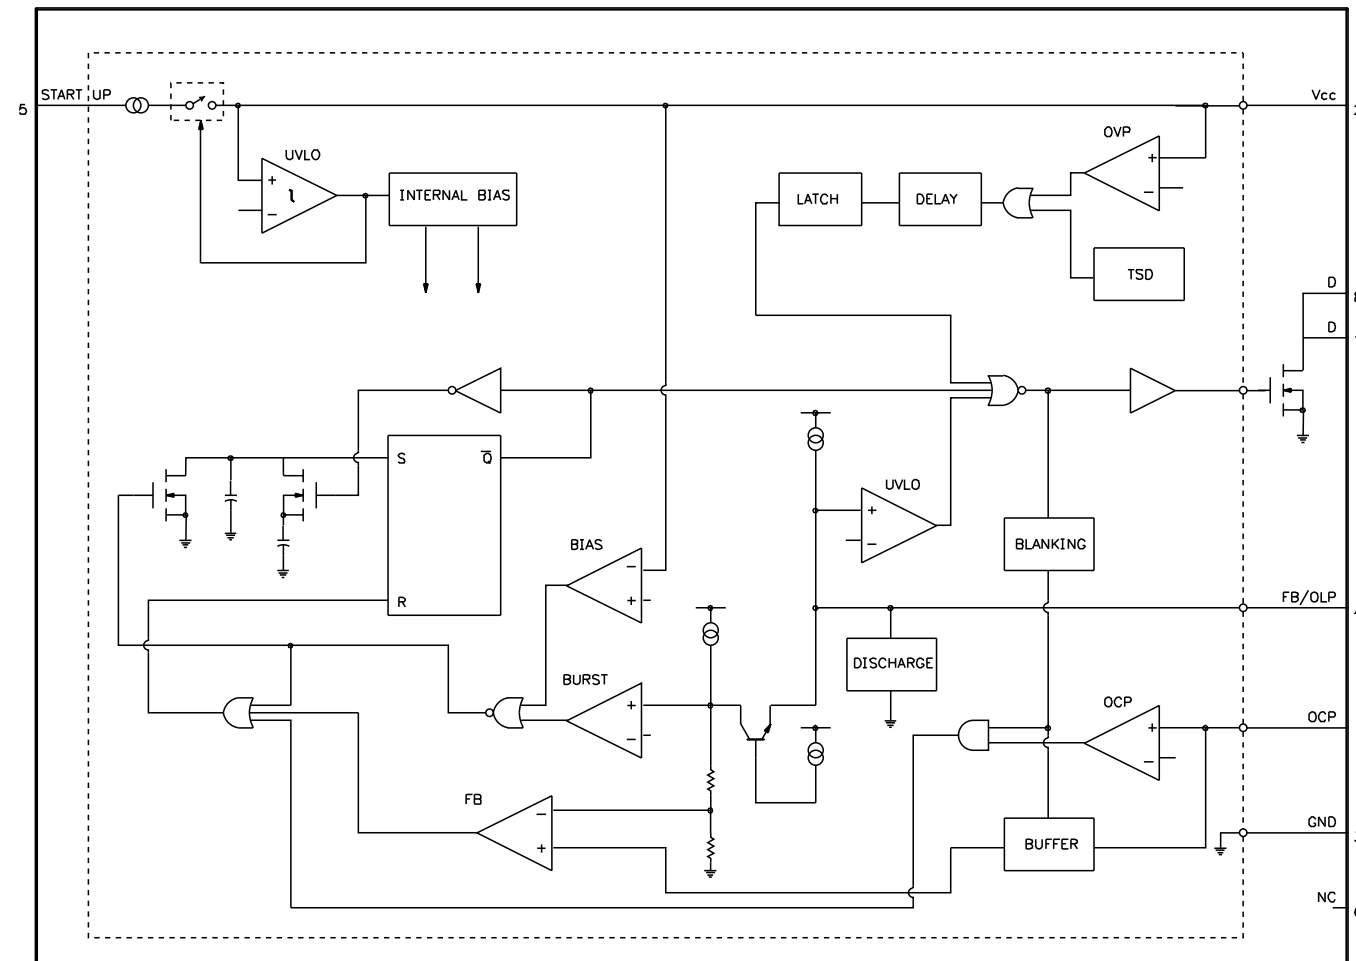 START UP
5
Vcc
OVP
UVLO
INTERNAL BIAS
LATCH
DELAY
TSD
D
D
S
Q̅
UVLO
BIAS
BLANKING
R
FB/OLP
DISCHARGE
BURST
OCP
OCP
FB
GND
BUFFER
NC